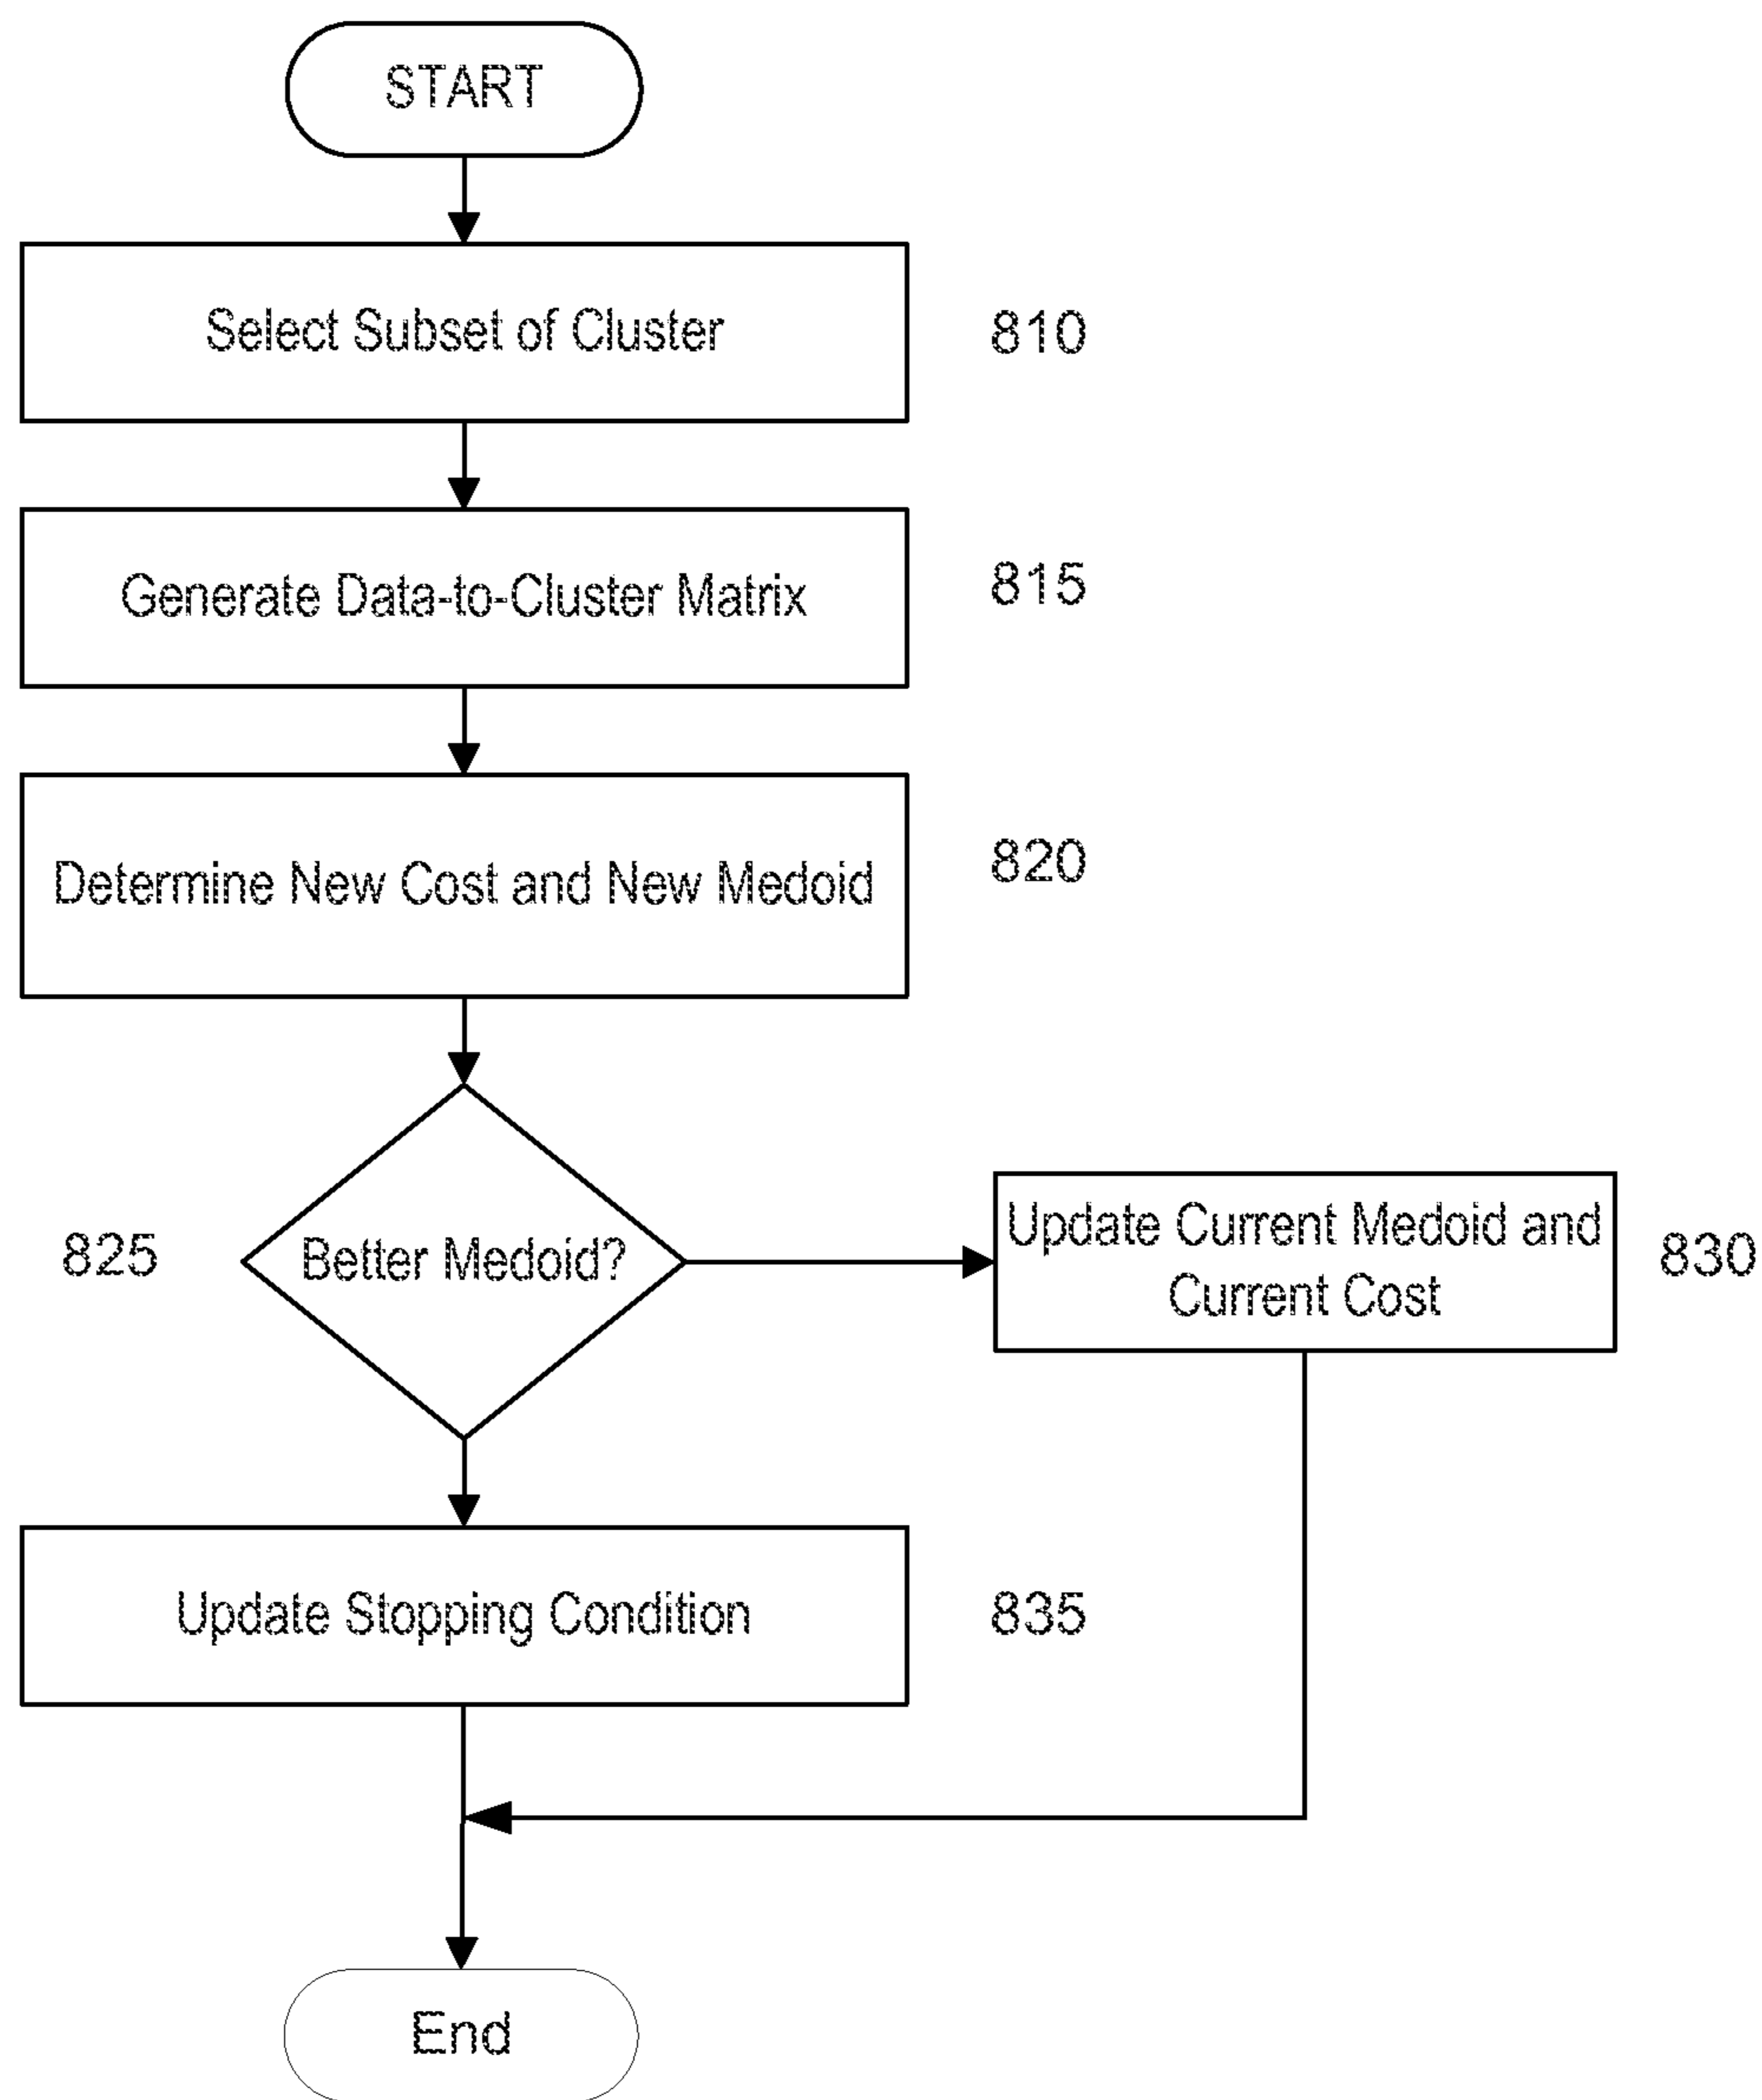 START
Select Subset of Cluster
810
Generate Data-to-Cluster Matrix
815
Determine New Cost and New Medoid
820
825
Better Medoid?
Update Current Medoid and
Current Cost
830
Update Stopping Condition
835
End